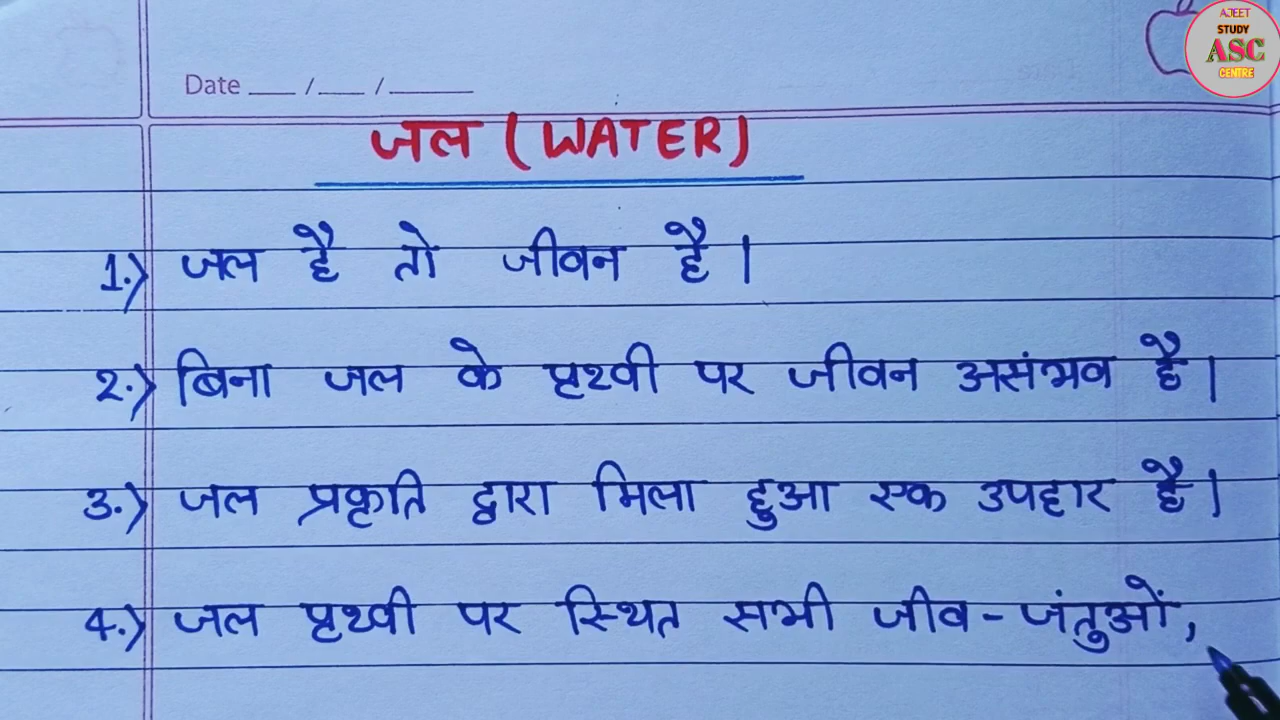 AJEET
STUDY
ASC
CENTRE
Date ___ / ___ / _____
जल (WATER)
1.) जल है तो जीवन है।
2.) बिना जल के पृथ्वी पर जीवन असंभव है।
3.) जल प्रकृति द्वारा मिला हुआ एक उपहार है।
4.) जल पृथ्वी पर स्थित सभी जीव-जंतुओं,